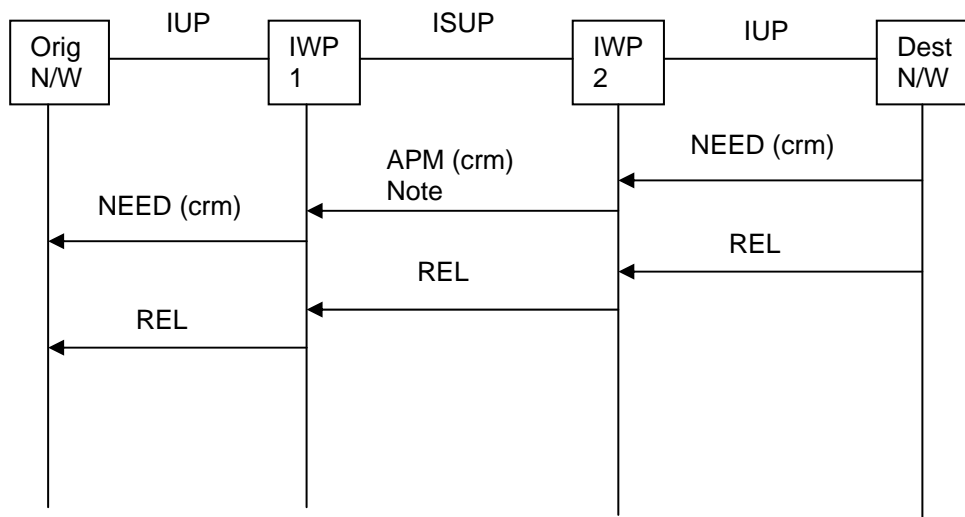 IUP
ISUP
IUP
Orig
N/W
IWP
1
IWP
2
Dest
N/W
NEED (crm)
APM (crm)
Note
NEED (crm)
REL
REL
REL